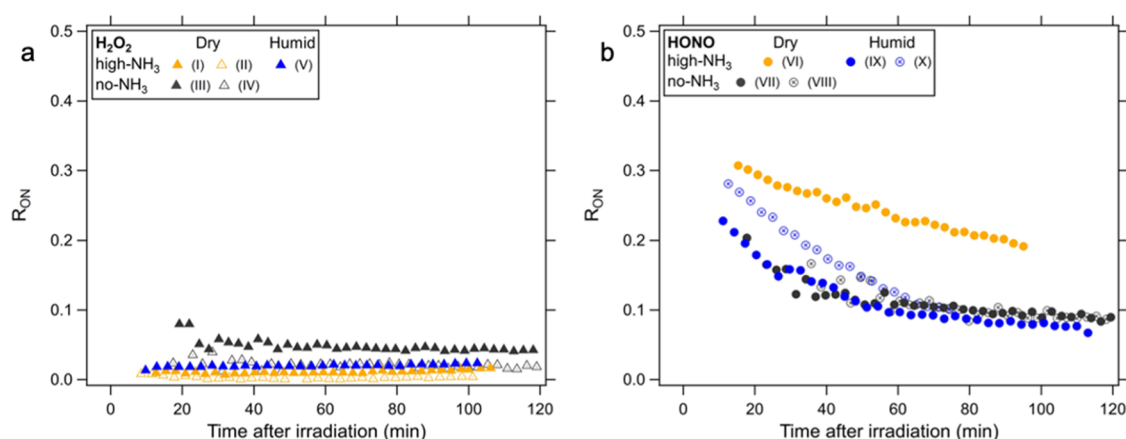 a
H₂O₂ Dry Humid
high-NH₃ (I) (II) (V)
no-NH₃ (III) (IV)
0.5
0.4
0.3
0.2
0.1
0.0
R_ON
0 20 40 60 80 100 120
Time after irradiation (min)
b
HONO Dry Humid
high-NH₃ (VI) (IX) (X)
no-NH₃ (VII) (VIII)
0.5
0.4
0.3
0.2
0.1
0.0
R_ON
0 20 40 60 80 100 120
Time after irradiation (min)